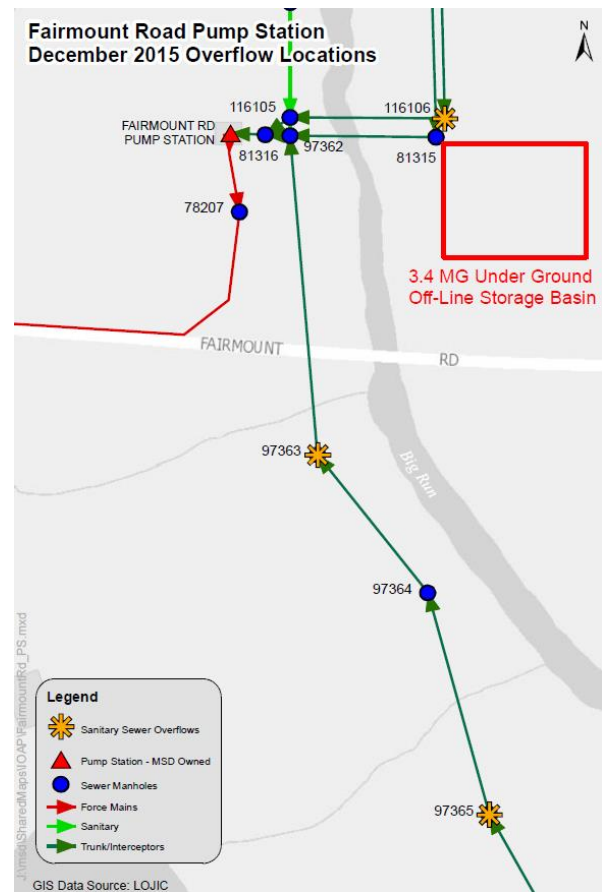 Fairmount Road Pump Station
December 2015 Overflow Locations
N
116105
116106
FAIRMOUNT RD
PUMP STATION
81316
97362
81315
78207
3.4 MG Under Ground
Off-Line Storage Basin
FAIRMOUNT RD
97363
Big Run
97364
97365
Legend
Sanitary Sewer Overflows
Pump Station - MSD Owned
Sewer Manholes
Force Mains
Sanitary
Trunk/Interceptors
GIS Data Source: LOJIC
J:\msd\SharedMaps\IOAP\FairmountRd_PS.mxd